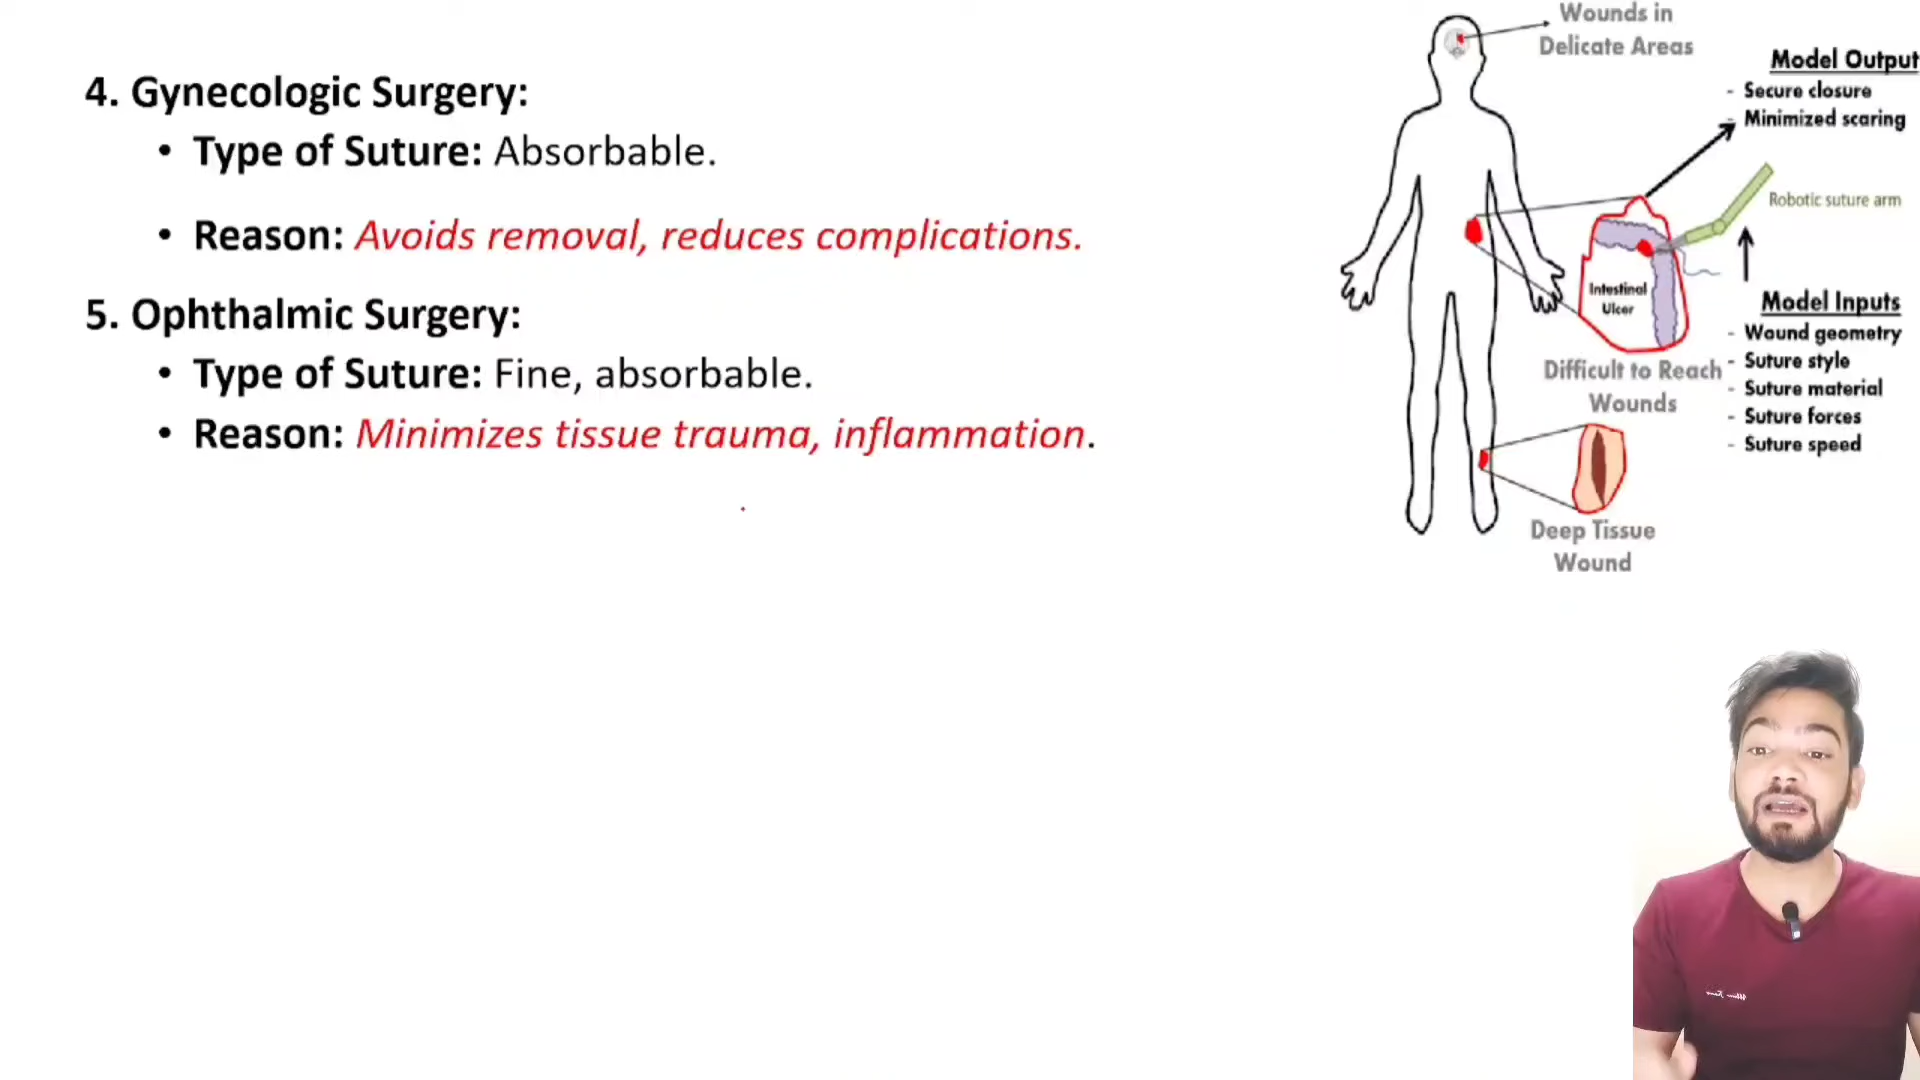 4. Gynecologic Surgery:
• Type of Suture: Absorbable.
• Reason: Avoids removal, reduces complications.
5. Ophthalmic Surgery:
• Type of Suture: Fine, absorbable.
• Reason: Minimizes tissue trauma, inflammation.
Wounds in
Delicate Areas
Model Output
- Secure closure
- Minimized scaring
Robotic suture arm
Intestinal
Ulcer
Difficult to Reach
Wounds
Model Inputs
- Wound geometry
- Suture style
- Suture material
- Suture forces
- Suture speed
Deep Tissue
Wound